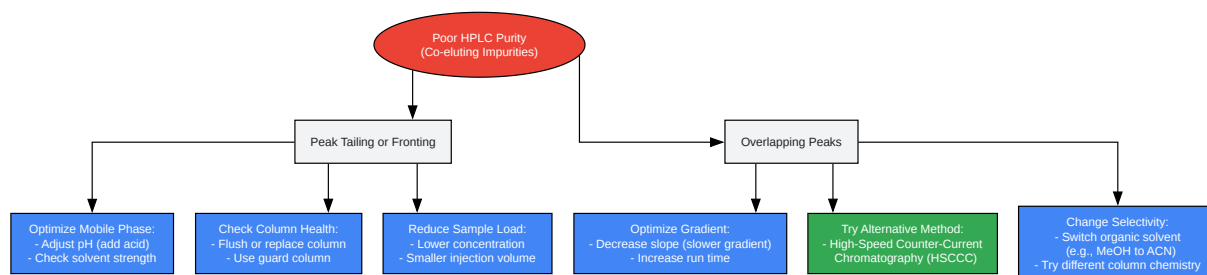 Poor HPLC Purity
(Co-eluting Impurities)
Peak Tailing or Fronting
Overlapping Peaks
Optimize Mobile Phase:
- Adjust pH (add acid)
- Check solvent strength
Check Column Health:
- Flush or replace column
- Use guard column
Reduce Sample Load:
- Lower concentration
- Smaller injection volume
Optimize Gradient:
- Decrease slope (slower gradient)
- Increase run time
Try Alternative Method:
- High-Speed Counter-Current
Chromatography (HSCCC)
Change Selectivity:
- Switch organic solvent
(e.g., MeOH to ACN)
- Try different column chemistry